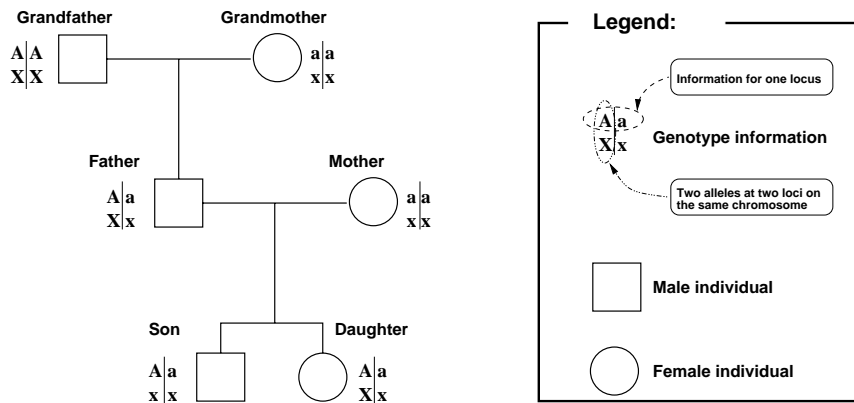 Grandfather
Grandmother
A A
X X
a a
x x
Father
Mother
A a
X x
a a
x x
Son
Daughter
A a
x x
A a
X x
Legend:
Information for one locus
A a
X x
Genotype information
Two alleles at two loci on
the same chromosome
Male individual
Female individual